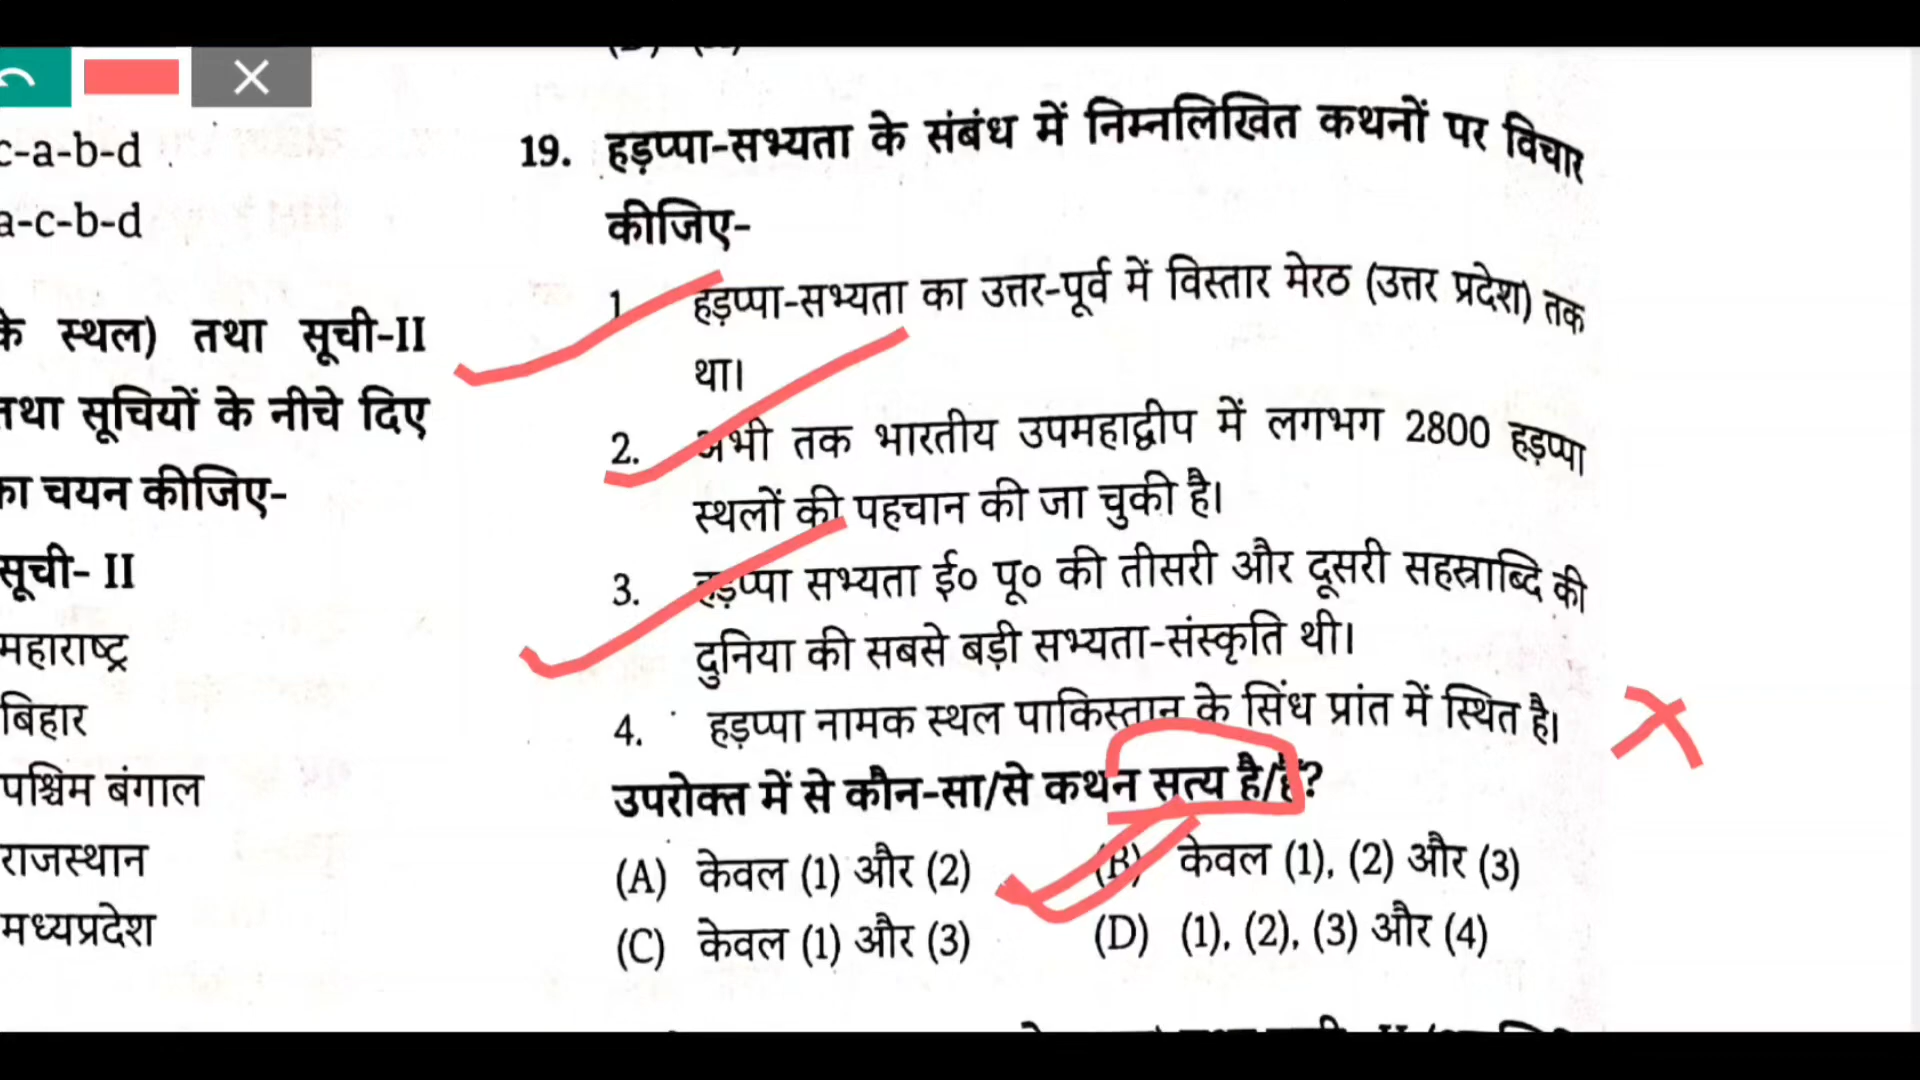 c-a-b-d
a-c-b-d
के स्थल) तथा सूची-II
तथा सूचियों के नीचे दिए
का चयन कीजिए-
सूची- II
महाराष्ट्र
बिहार
पश्चिम बंगाल
राजस्थान
मध्यप्रदेश
19. हड़प्पा-सभ्यता के संबंध में निम्नलिखित कथनों पर विचार
कीजिए-
1. हड़प्पा-सभ्यता का उत्तर-पूर्व में विस्तार मेरठ (उत्तर प्रदेश) तक
था।
2. अभी तक भारतीय उपमहाद्वीप में लगभग 2800 हड़प्पा
स्थलों की पहचान की जा चुकी है।
3. हड़प्पा सभ्यता ई० पू० की तीसरी और दूसरी सहस्राब्दि की
दुनिया की सबसे बड़ी सभ्यता-संस्कृति थी।
4. हड़प्पा नामक स्थल पाकिस्तान के सिंध प्रांत में स्थित है।
उपरोक्त में से कौन-सा/से कथन सत्य है/हैं?
(A) केवल (1) और (2) (B) केवल (1), (2) और (3)
(C) केवल (1) और (3) (D) (1), (2), (3) और (4)